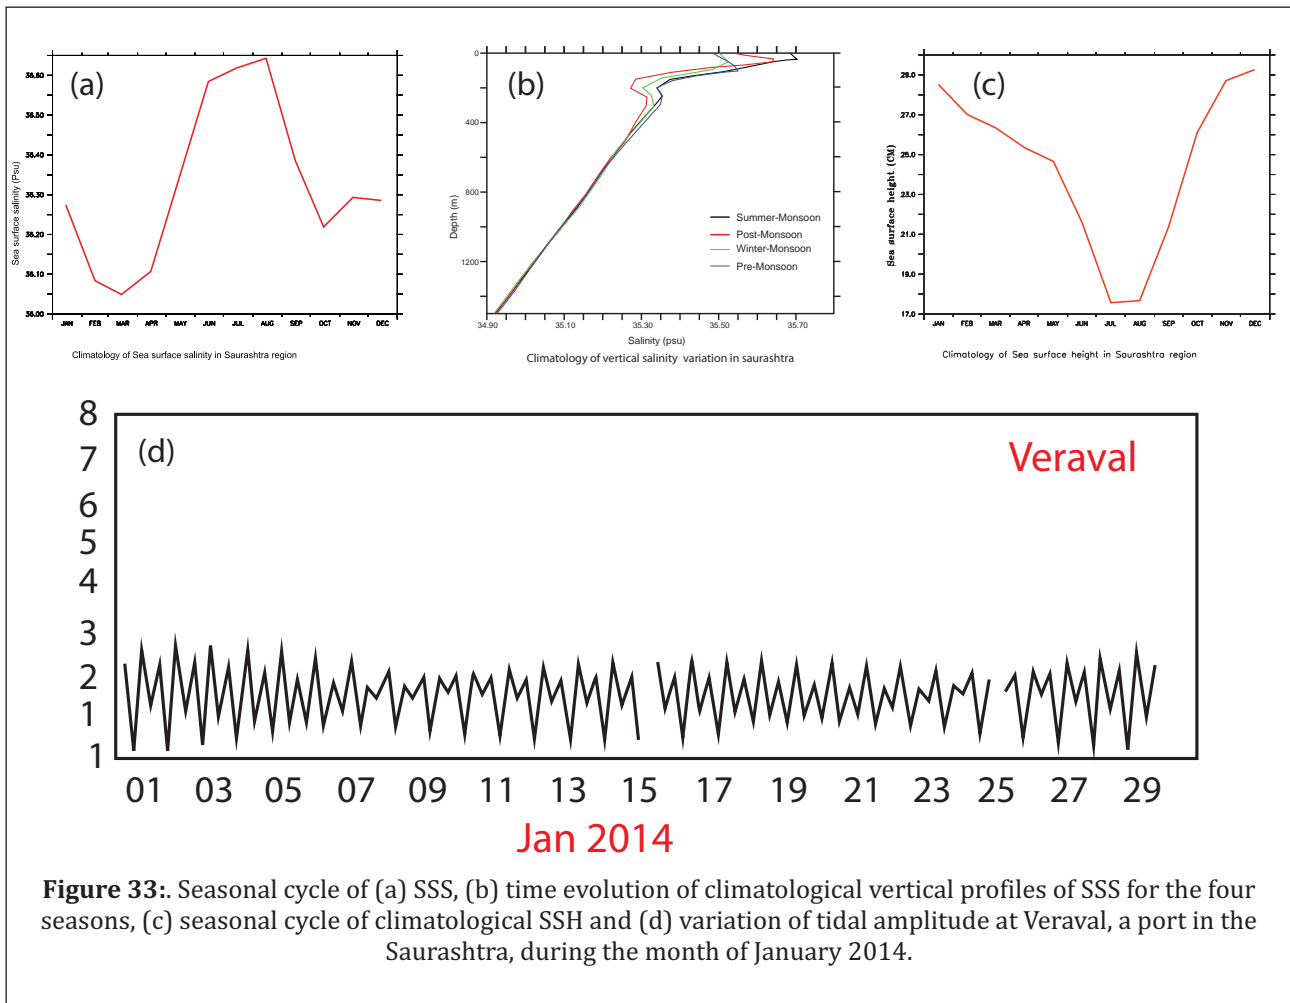 (a)
Sea surface salinity (Psu)
36.60
36.50
36.40
36.30
36.20
36.10
36.00
JAN FEB MAR APR MAY JUN JUL AUG SEP OCT NOV DEC
Climatology of Sea surface salinity in Saurashtra region
(b)
Depth (m)
0
400
800
1200
Summer-Monsoon
Post-Monsoon
Winter-Monsoon
Pre-Monsoon
34.90 35.10 35.30 35.50 35.70
Salinity (psu)
Climatology of vertical salinity variation in saurashtra
(c)
Sea surface height (CM)
29.0
27.0
25.0
23.0
21.0
19.0
17.0
JAN FEB MAR APR MAY JUN JUL AUG SEP OCT NOV DEC
Climatology of Sea surface height in Saurashtra region
(d)
Veraval
8
7
6
5
4
3
2
1
1
01 03 05 07 09 11 13 15 17 19 21 23 25 27 29
Jan 2014
Figure 33:. Seasonal cycle of (a) SSS, (b) time evolution of climatological vertical profiles of SSS for the four
seasons, (c) seasonal cycle of climatological SSH and (d) variation of tidal amplitude at Veraval, a port in the
Saurashtra, during the month of January 2014.